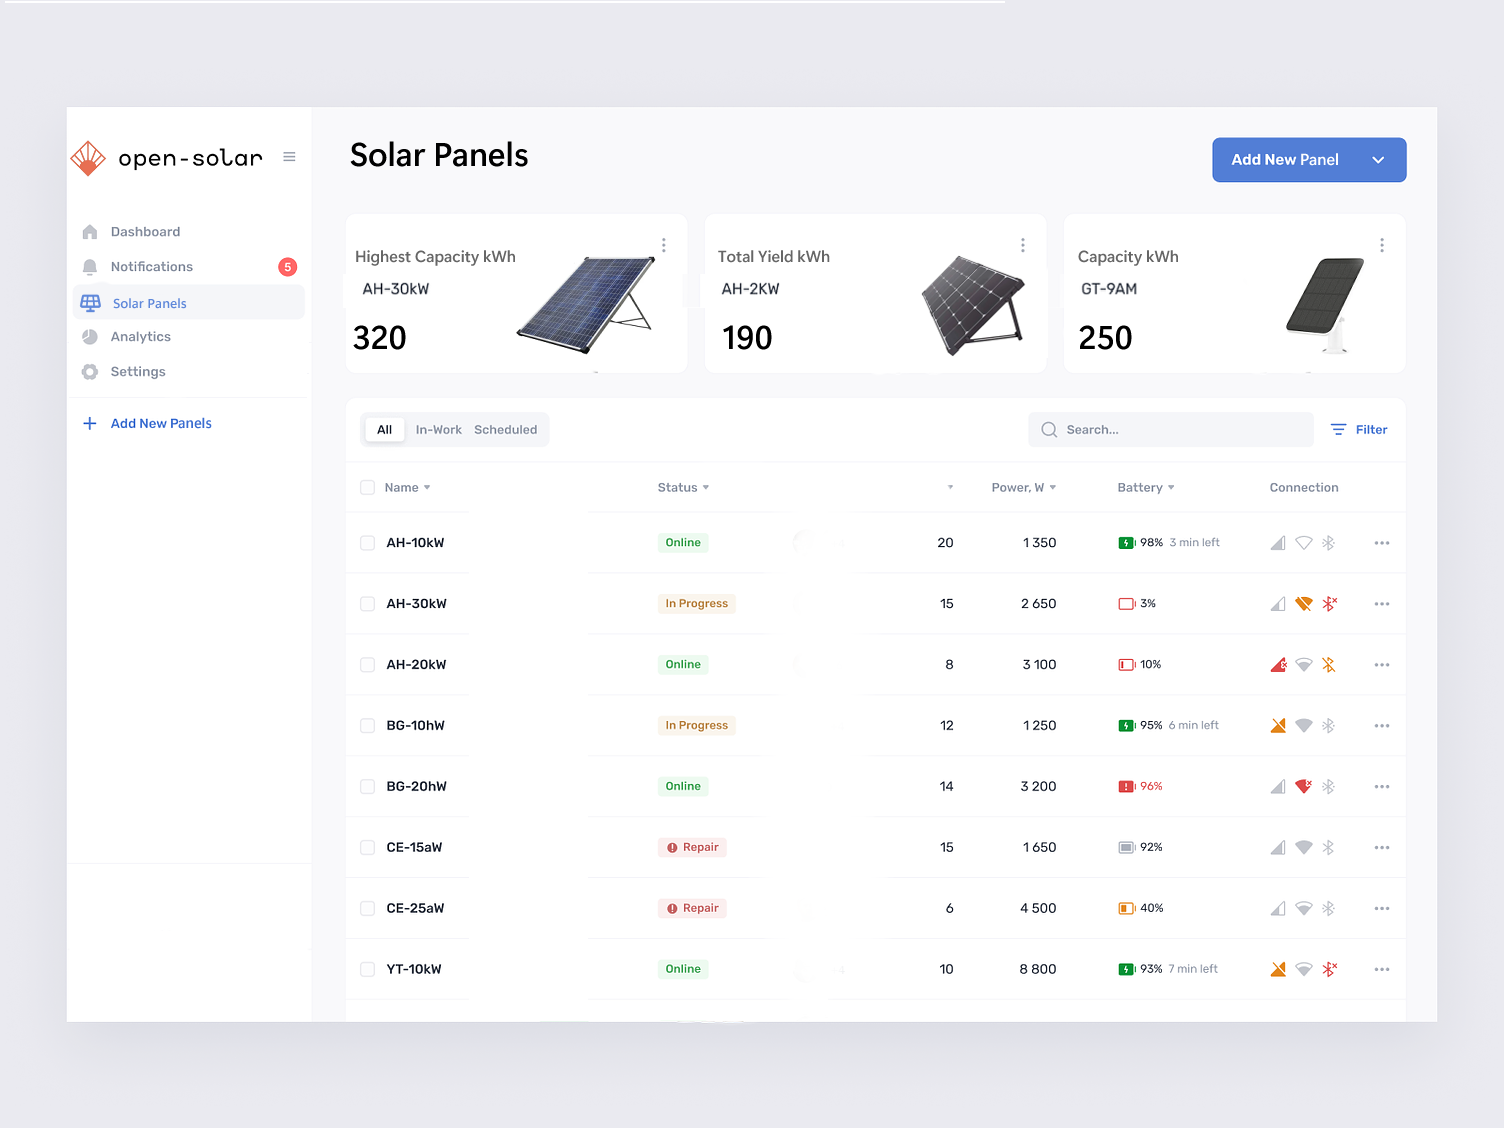 open-solar
Dashboard
Notifications 5
Solar Panels
Analytics
Settings
Add New Panels
Solar Panels
Add New Panel
Highest Capacity kWh
AH-30kW
320
Total Yield kWh
AH-2KW
190
Capacity kWh
GT-9AM
250
All In-Work Scheduled
Search...
Filter
Name Status Power, W Battery Connection
AH-10kW Online 20 1 350 98% 3 min left
AH-30kW In Progress 15 2 650 3%
AH-20kW Online 8 3 100 10%
BG-10hW In Progress 12 1 250 95% 6 min left
BG-20hW Online 14 3 200 96%
CE-15aW Repair 15 1 650 92%
CE-25aW Repair 6 4 500 40%
YT-10kW Online 10 8 800 93% 7 min left